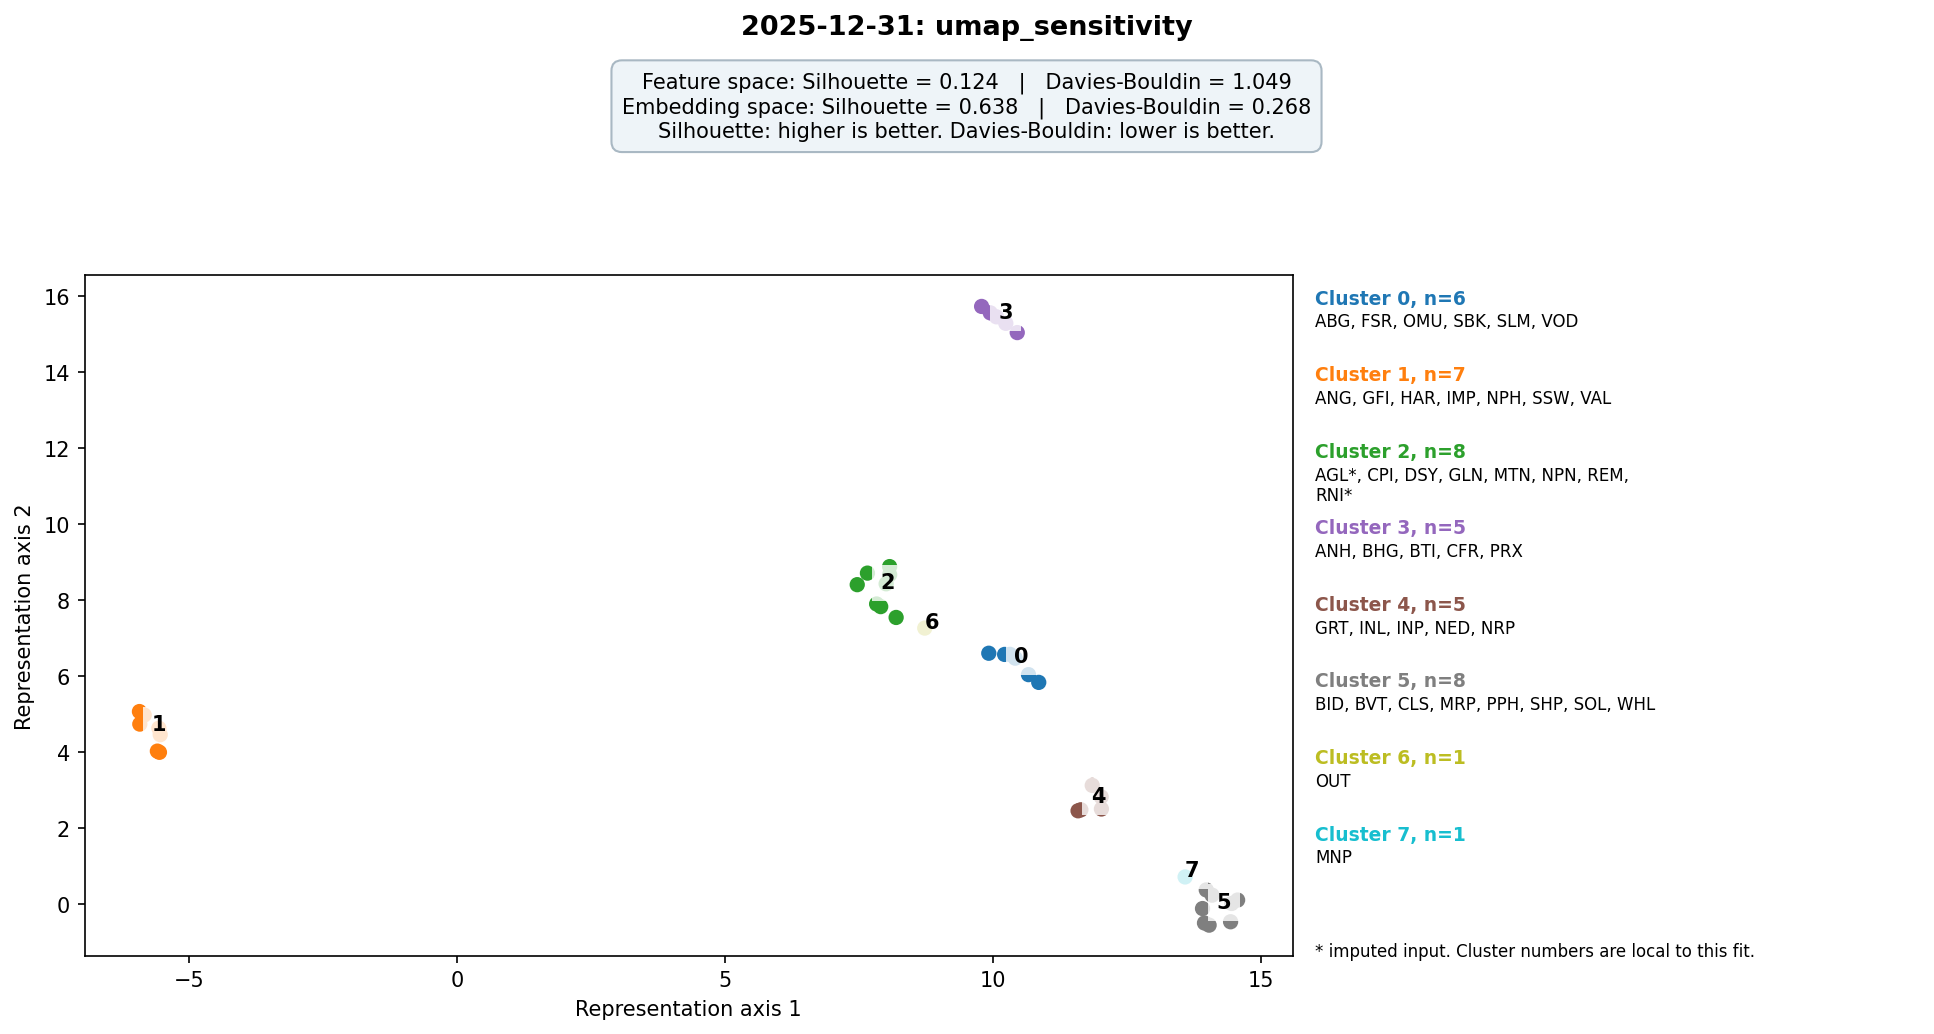 2025-12-31: umap_sensitivity
Feature space: Silhouette = 0.124 | Davies-Bouldin = 1.049
Embedding space: Silhouette = 0.638 | Davies-Bouldin = 0.268
Silhouette: higher is better. Davies-Bouldin: lower is better.
16
14
12
10
8
6
4
2
0
Representation axis 2
3
2
6
0
1
4
7
5
−5
0
5
10
15
Representation axis 1
Cluster 0, n=6
ABG, FSR, OMU, SBK, SLM, VOD
Cluster 1, n=7
ANG, GFI, HAR, IMP, NPH, SSW, VAL
Cluster 2, n=8
AGL*, CPI, DSY, GLN, MTN, NPN, REM,
RNI*
Cluster 3, n=5
ANH, BHG, BTI, CFR, PRX
Cluster 4, n=5
GRT, INL, INP, NED, NRP
Cluster 5, n=8
BID, BVT, CLS, MRP, PPH, SHP, SOL, WHL
Cluster 6, n=1
OUT
Cluster 7, n=1
MNP
* imputed input. Cluster numbers are local to this fit.